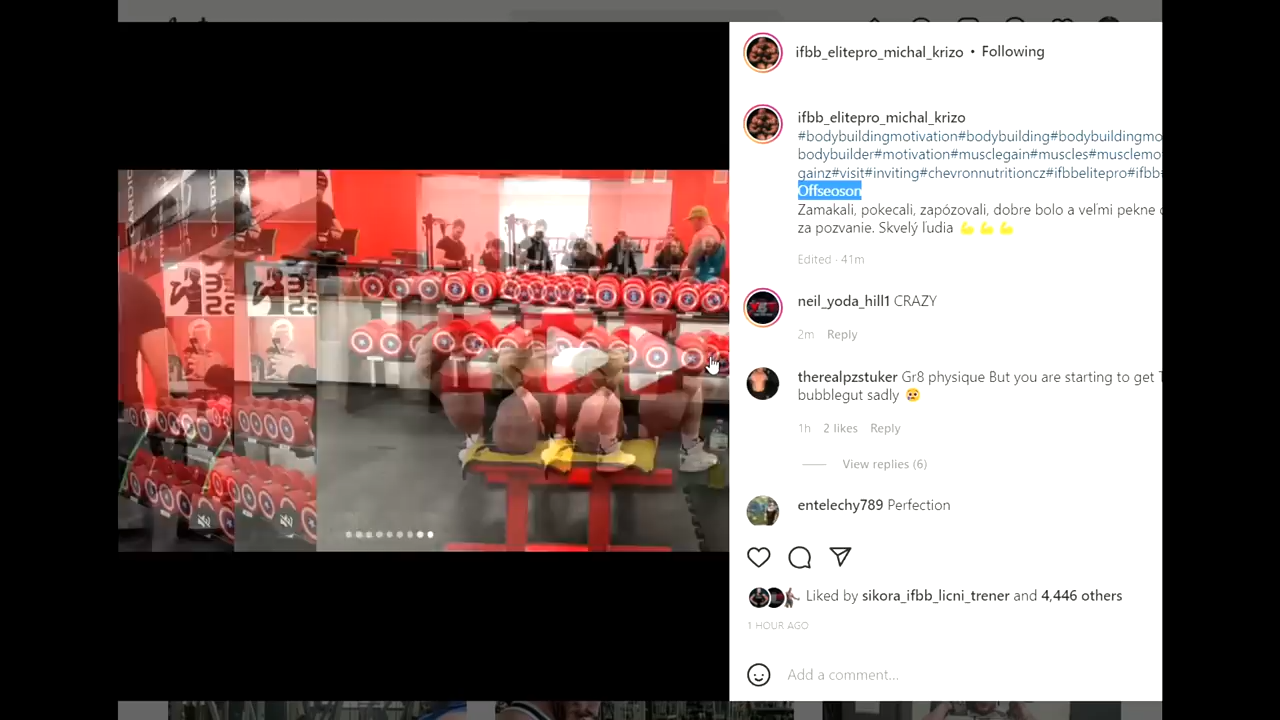 ifbb_elitepro_michal_krizo • Following
ifbb_elitepro_michal_krizo
#bodybuildingmotivation#bodybuilding#bodybuildingmo
bodybuilder#motivation#musclegain#muscles#musclemo
gainz#visit#inviting#chevronnutritioncz#ifbbelitepro#ifbb
Offseoson
Zamakali, pokecali, zapózovali, dobre bolo a veľmi pekne
za pozvanie. Skvelý ľudia 💪 💪 💪
Edited · 41m
neil_yoda_hill1 CRAZY
2m Reply
therealpzstuker Gr8 physique But you are starting to get
bubblegut sadly 😥
1h 2 likes Reply
View replies (6)
entelechy789 Perfection
Liked by sikora_ifbb_licni_trener and 4,446 others
1 HOUR AGO
Add a comment...